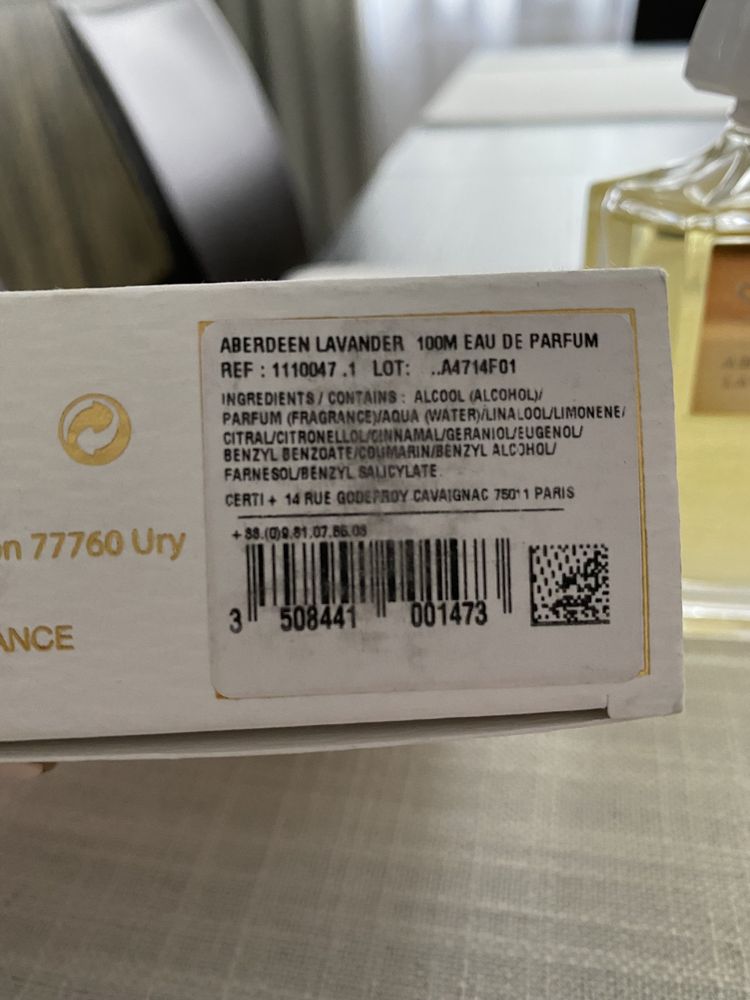 ABERDEEN LAVANDER 100M EAU DE PARFUM
REF : 1110047 .1 LOT: ..A4714F01
INGREDIENTS / CONTAINS : ALCOOL (ALCOHOL)/
PARFUM (FRAGRANCE)/AQUA (WATER)/LINALOOL/LIMONENE/
CITRAL/CITRONELLOL/CINNAMAL/GERANIOL/EUGENOL/
BENZYL BENZOATE/COUMARIN/BENZYL ALCOHOL/
FARNESOL/BENZYL SALICYLATE
CERTI + 14 RUE GODEFROY CAVAIGNAC 75011 PARIS
3 508441 001473
on 77760 Ury
ANCE